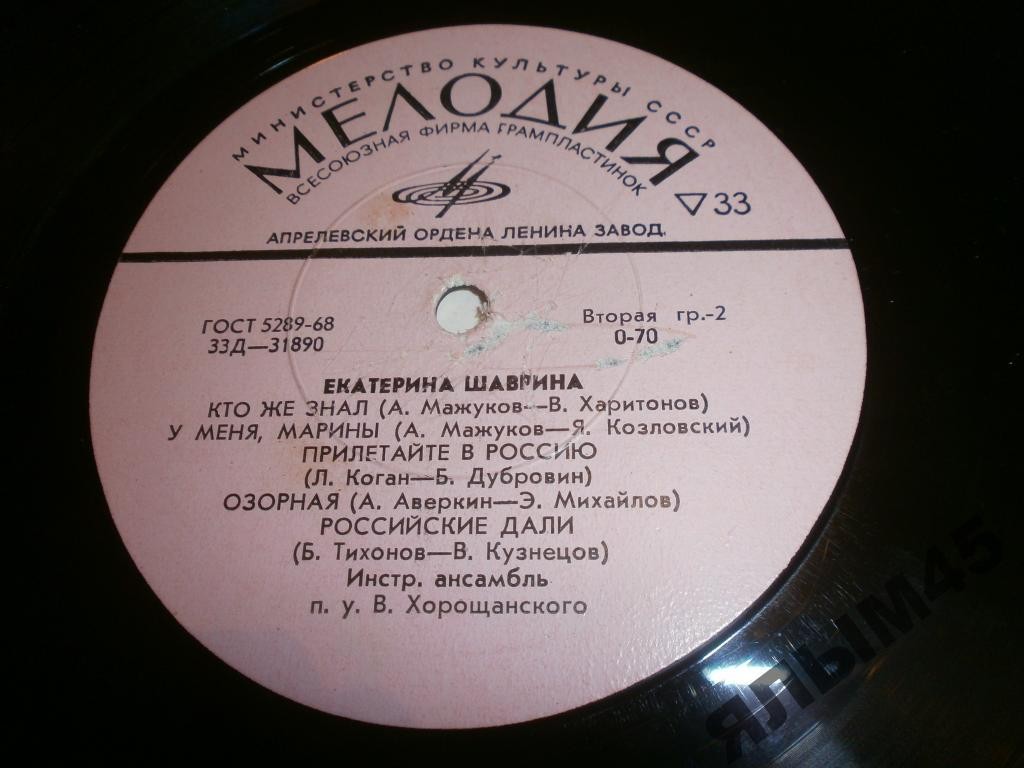 МИНИСТЕРСТВО КУЛЬТУРЫ СССР
МЕЛОДИЯ
ВСЕСОЮЗНАЯ ФИРМА ГРАМПЛАСТИНОК
33
АПРЕЛЕВСКИЙ ОРДЕНА ЛЕНИНА ЗАВОД.
ГОСТ 5289-68
33Д—31890
Вторая гр.-2
0-70
ЕКАТЕРИНА ШАВРИНА
КТО ЖЕ ЗНАЛ (А. Мажуков—В. Харитонов)
У МЕНЯ, МАРИНЫ (А. Мажуков—Я. Козловский)
ПРИЛЕТАЙТЕ В РОССИЮ
(Л. Коган—Б. Дубровин)
ОЗОРНАЯ (А. Аверкин—Э. Михайлов)
РОССИЙСКИЕ ДАЛИ
(Б. Тихонов—В. Кузнецов)
Инстр. ансамбль
п. у. В. Хорощанского
ЯЛЫМ45